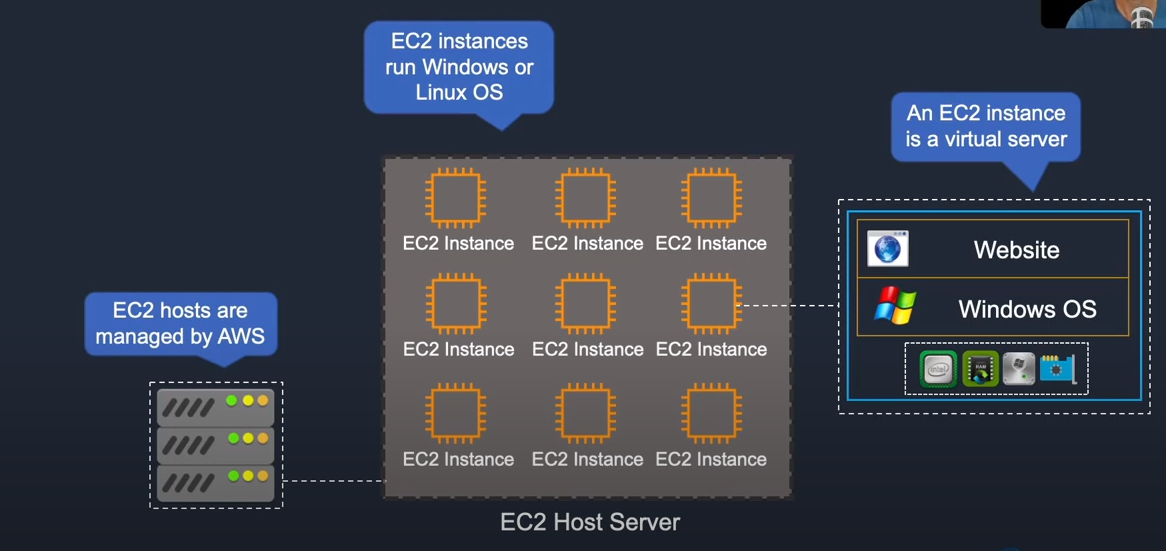 EC2 instances
run Windows or
Linux OS
An EC2 instance
is a virtual server
EC2 Instance EC2 Instance EC2 Instance
Website
EC2 hosts are
managed by AWS
Windows OS
EC2 Instance EC2 Instance EC2 Instance
intel RAM
EC2 Instance EC2 Instance EC2 Instance
EC2 Host Server